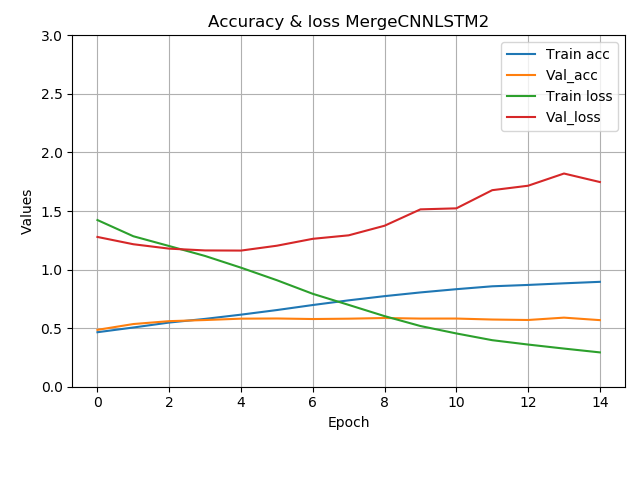 Accuracy & loss MergeCNNLSTM2
3.0
2.5
2.0
1.5
1.0
0.5
0.0
Values
Train acc
Val_acc
Train loss
Val_loss
0 2 4 6 8 10 12 14
Epoch